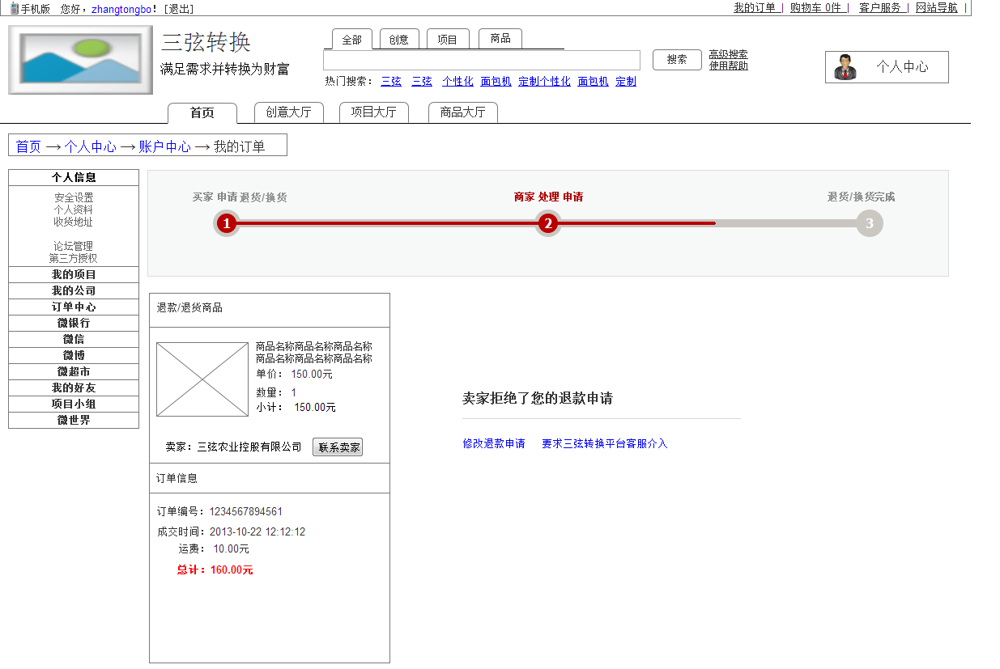 手机版 您好，zhangtongbo！[退出]
我的订单 | 购物车 0件 | 客户服务 | 网站导航 |
三弦转换
满足需求并转换为财富
全部 创意 项目 商品
搜索
高级搜索
使用帮助
热门搜索： 三弦 三弦 个性化 面包机 定制个性化 面包机 定制
个人中心
首页 创意大厅 项目大厅 商品大厅
首页 → 个人中心 → 账户中心 → 我的订单
个人信息
安全设置
个人资料
收货地址
论坛管理
第三方授权
我的项目
我的公司
订单中心
微银行
微信
微博
微超市
我的好友
项目小组
微世界
买家 申请退货/换货 商家 处理 申请 退货/换货完成
1 2 3
退款/退货商品
商品名称商品名称商品名称
商品名称商品名称商品名称
单价： 150.00元
数量： 1
小计： 150.00元
卖家：三弦农业控股有限公司 联系卖家
订单信息
订单编号：1234567894561
成交时间：2013-10-22 12:12:12
运费： 10.00元
总计：160.00元
卖家拒绝了您的退款申请
修改退款申请 要求三弦转换平台客服介入